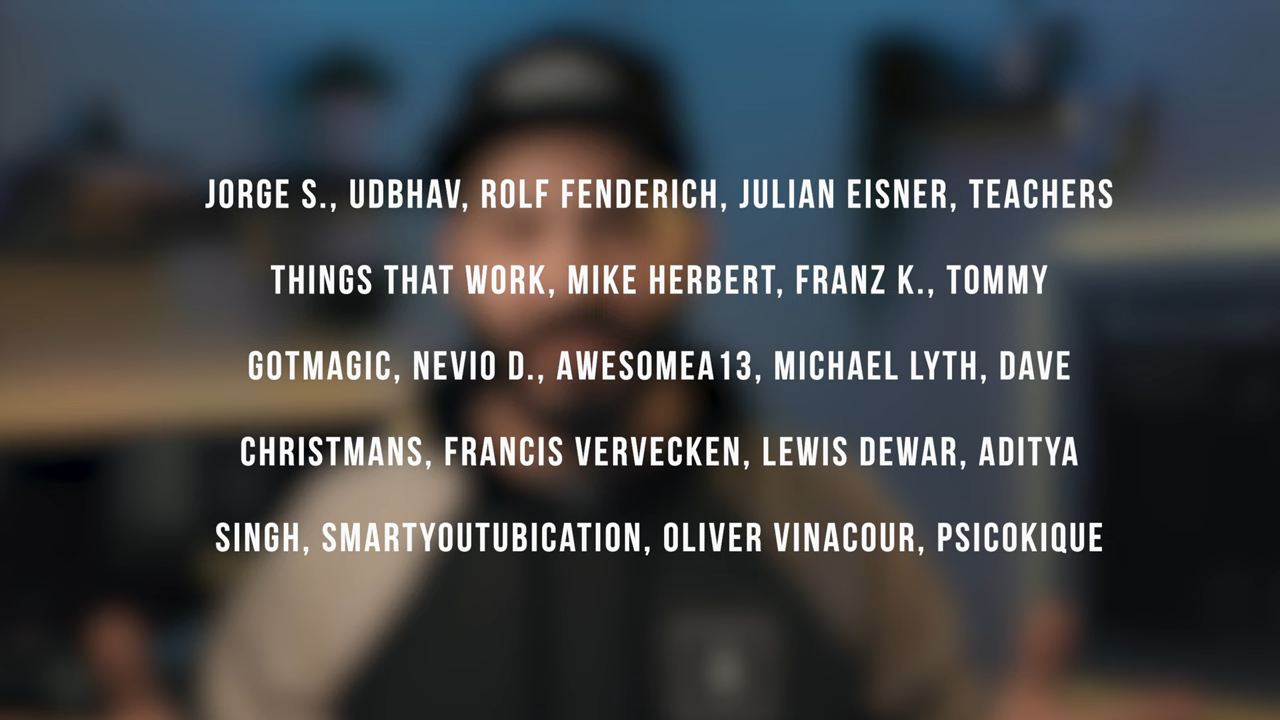 JORGE S., UDBHAV, ROLF FENDERICH, JULIAN EISNER, TEACHERS
THINGS THAT WORK, MIKE HERBERT, FRANZ K., TOMMY
GOTMAGIC, NEVIO D., AWESOMEA13, MICHAEL LYTH, DAVE
CHRISTMANS, FRANCIS VERVECKEN, LEWIS DEWAR, ADITYA
SINGH, SMARTYOUTUBICATION, OLIVER VINACOUR, PSICOKIQUE